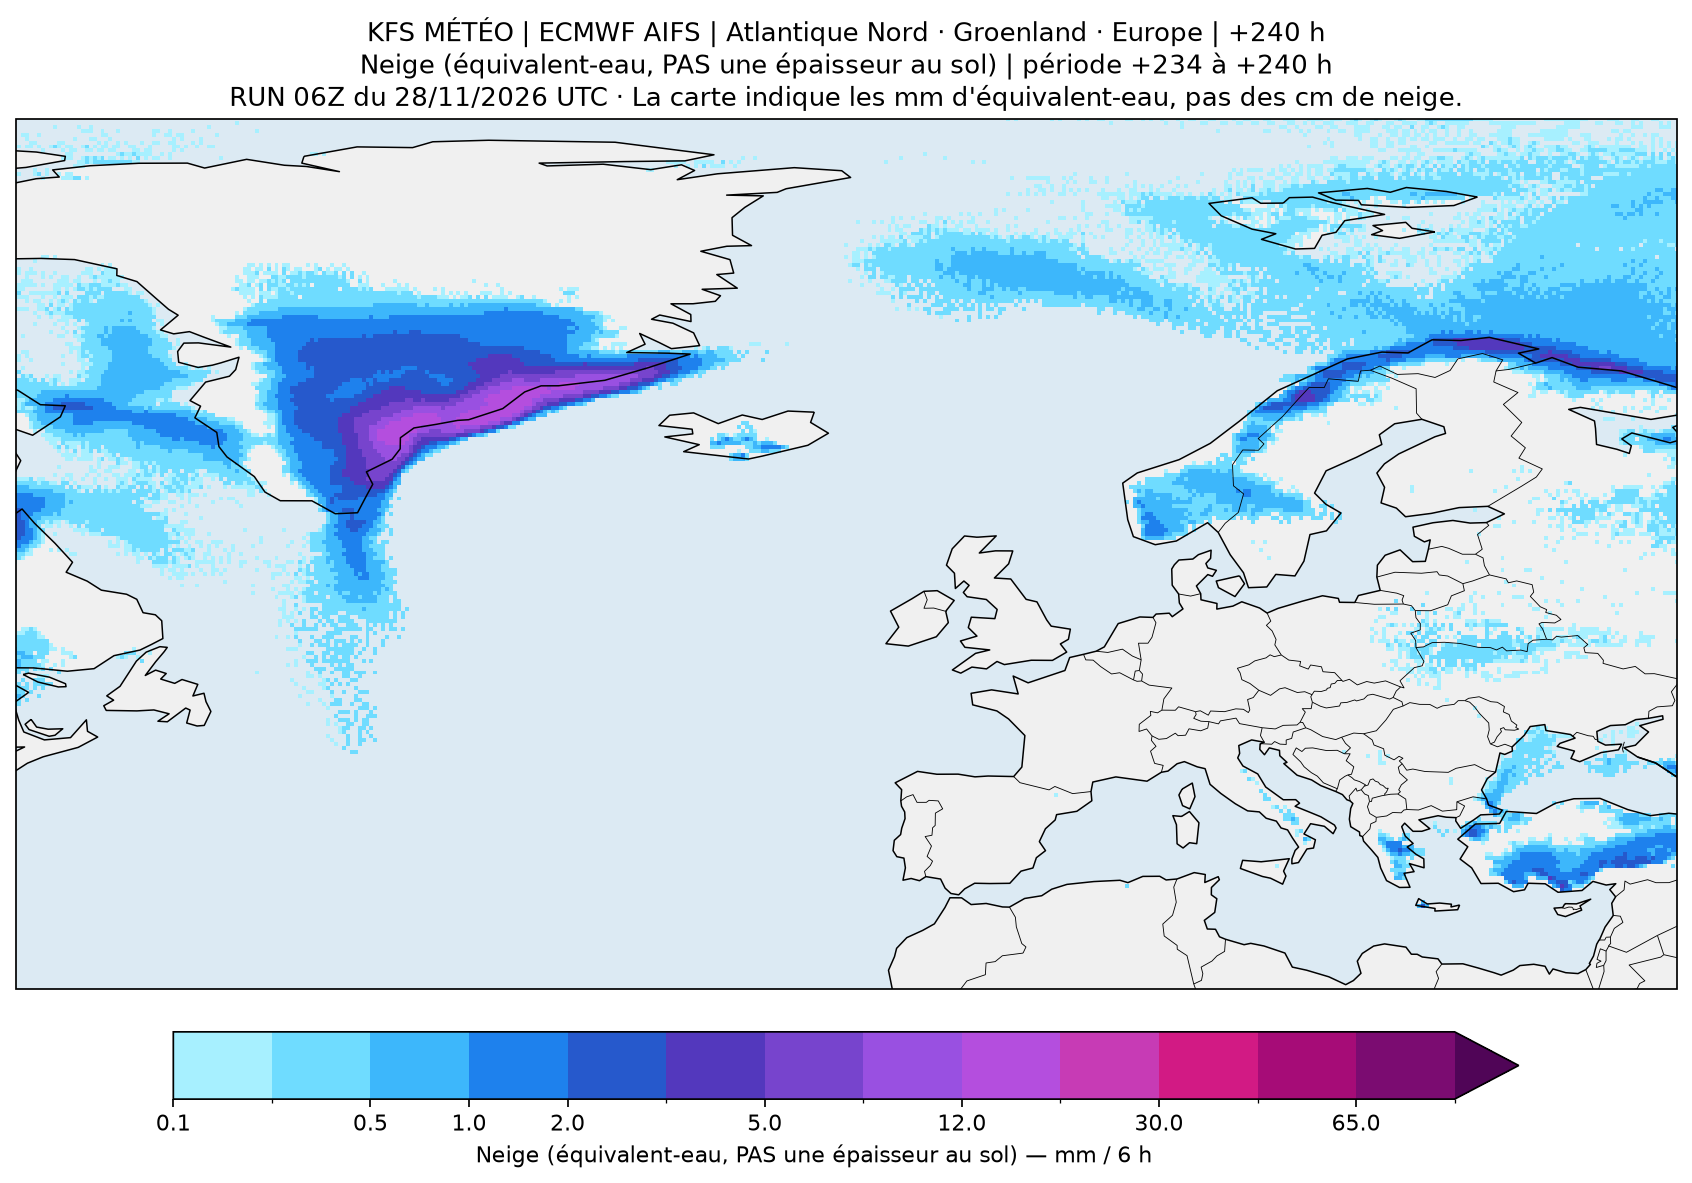 KFS MÉTÉO | ECMWF AIFS | Atlantique Nord · Groenland · Europe | +240 h
Neige (équivalent-eau, PAS une épaisseur au sol) | période +234 à +240 h
RUN 06Z du 28/11/2026 UTC · La carte indique les mm d'équivalent-eau, pas des cm de neige.
0.1 0.5 1.0 2.0 5.0 12.0 30.0 65.0
Neige (équivalent-eau, PAS une épaisseur au sol) — mm / 6 h